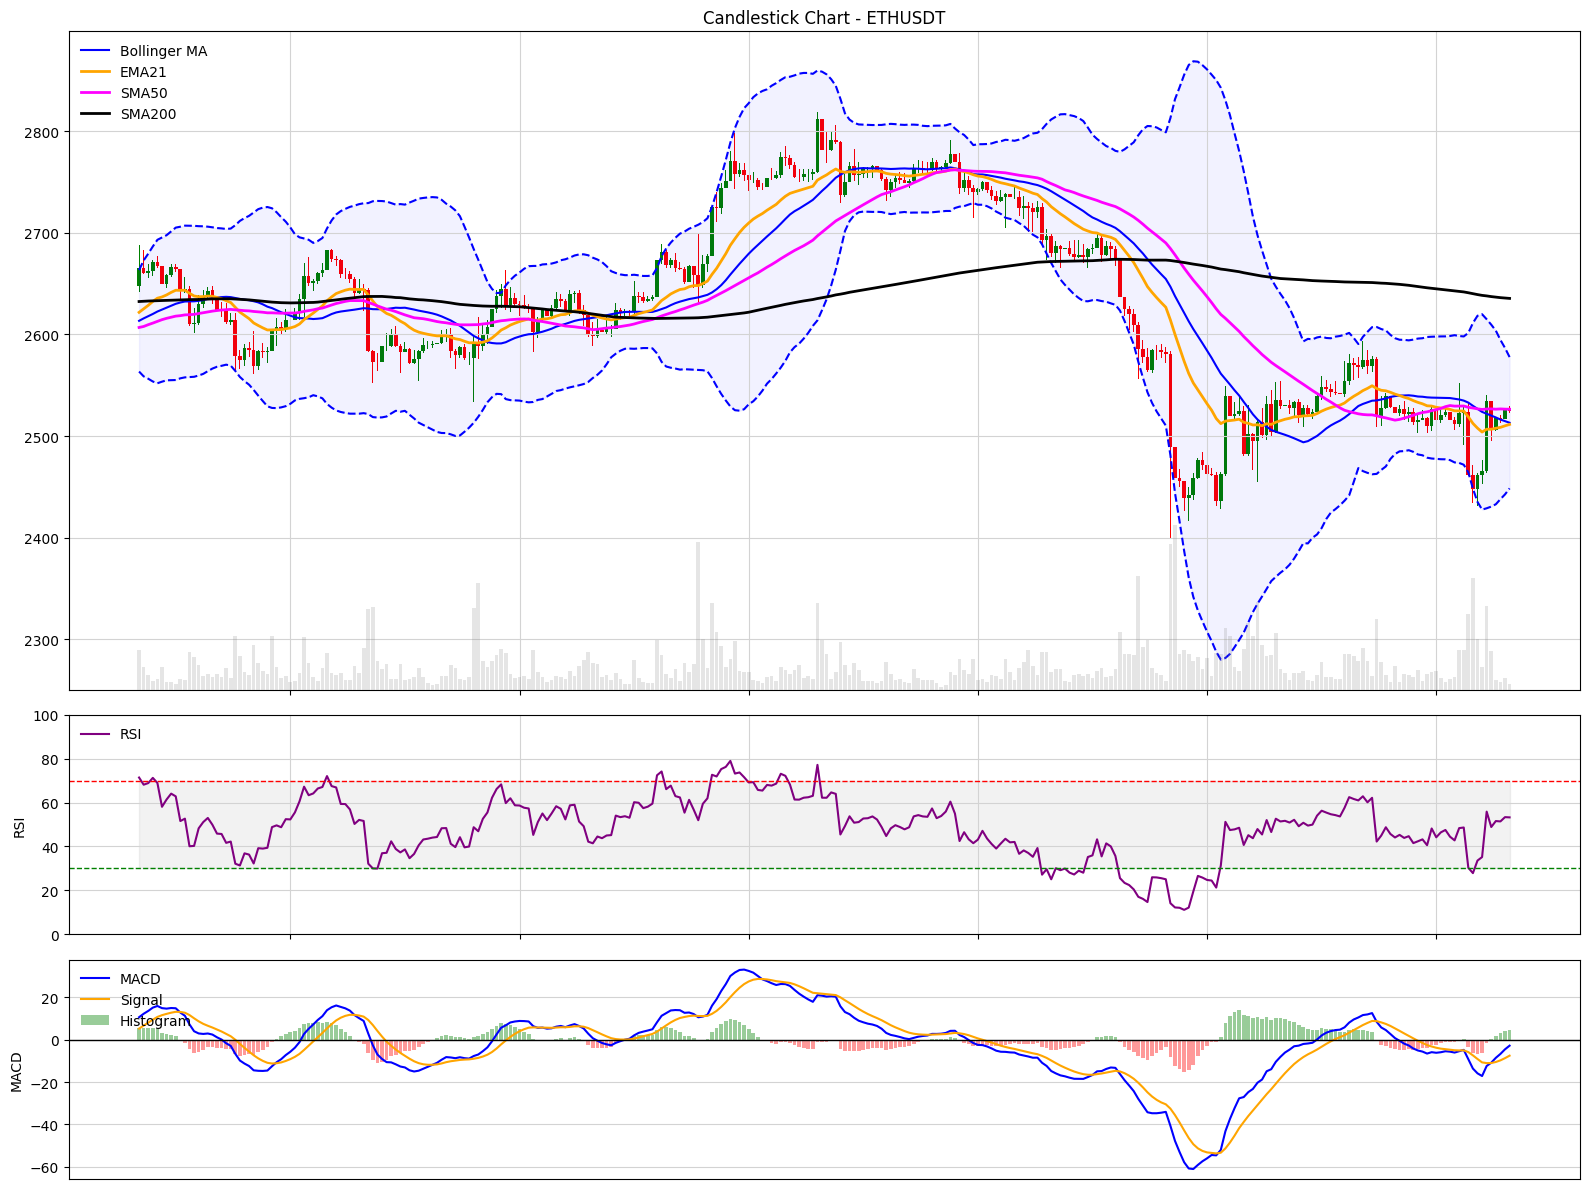 Candlestick Chart - ETHUSDT
Bollinger MA
EMA21
SMA50
SMA200
2800
2700
2600
2500
2400
2300
RSI
100
80
60
40
20
0
RSI
MACD
Signal
Histogram
20
0
−20
−40
−60
MACD